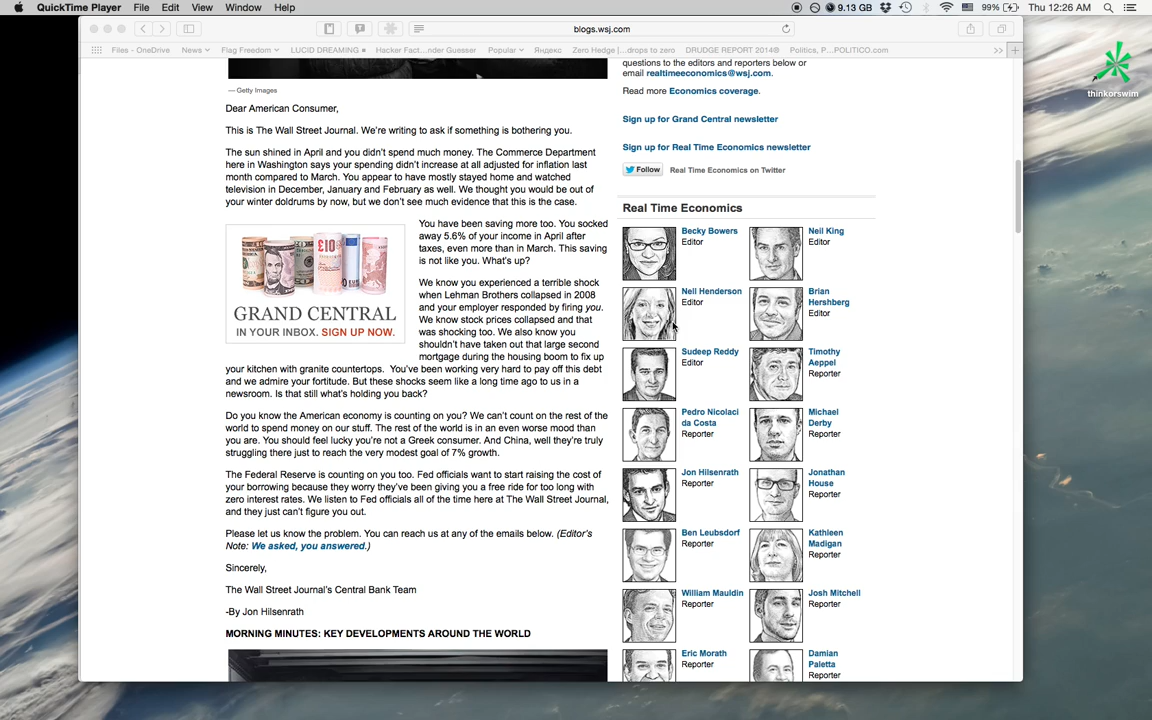 QuickTime Player File Edit View Window Help
9.13 GB 99% Thu 12:26 AM
blogs.wsj.com
Files - OneDrive News Flag Freedom LUCID DREAMING Hacker Fact...nder Guesser Popular Яндекс Zero Hedge |...drops to zero DRUDGE REPORT 2014® Politics, P...POLITICO.com
thinkorswim
— Getty Images
Dear American Consumer,
This is The Wall Street Journal. We're writing to ask if something is bothering you.
The sun shined in April and you didn't spend much money. The Commerce Department
here in Washington says your spending didn't increase at all adjusted for inflation last
month compared to March. You appear to have mostly stayed home and watched
television in December, January and February as well. We thought you would be out of
your winter doldrums by now, but we don't see much evidence that this is the case.
You have been saving more too. You socked
away 5.6% of your income in April after
taxes, even more than in March. This saving
is not like you. What's up?
£10
GRAND CENTRAL
IN YOUR INBOX. SIGN UP NOW.
We know you experienced a terrible shock
when Lehman Brothers collapsed in 2008
and your employer responded by firing you.
We know stock prices collapsed and that
was shocking too. We also know you
shouldn't have taken out that large second
mortgage during the housing boom to fix up
your kitchen with granite countertops.  You've been working very hard to pay off this debt
and we admire your fortitude. But these shocks seem like a long time ago to us in a
newsroom. Is that still what's holding you back?
Do you know the American economy is counting on you? We can't count on the rest of the
world to spend money on our stuff. The rest of the world is in an even worse mood than
you are. You should feel lucky you're not a Greek consumer. And China, well they're truly
struggling there just to reach the very modest goal of 7% growth.
The Federal Reserve is counting on you too. Fed officials want to start raising the cost of
your borrowing because they worry they've been giving you a free ride for too long with
zero interest rates. We listen to Fed officials all of the time here at The Wall Street Journal,
and they just can't figure you out.
Please let us know the problem. You can reach us at any of the emails below. (Editor's
Note: We asked, you answered.)
Sincerely,
The Wall Street Journal's Central Bank Team
-By Jon Hilsenrath
MORNING MINUTES: KEY DEVELOPMENTS AROUND THE WORLD
questions to the editors and reporters below or
email realtimeeconomics@wsj.com.
Read more Economics coverage.
Sign up for Grand Central newsletter
Sign up for Real Time Economics newsletter
Follow Real Time Economics on Twitter
Real Time Economics
Becky Bowers
Editor
Neil King
Editor
Nell Henderson
Editor
Brian
Hershberg
Editor
Sudeep Reddy
Editor
Timothy
Aeppel
Reporter
Pedro Nicolaci
da Costa
Reporter
Michael
Derby
Reporter
Jon Hilsenrath
Reporter
Jonathan
House
Reporter
Ben Leubsdorf
Reporter
Kathleen
Madigan
Reporter
William Mauldin
Reporter
Josh Mitchell
Reporter
Eric Morath
Reporter
Damian
Paletta
Reporter